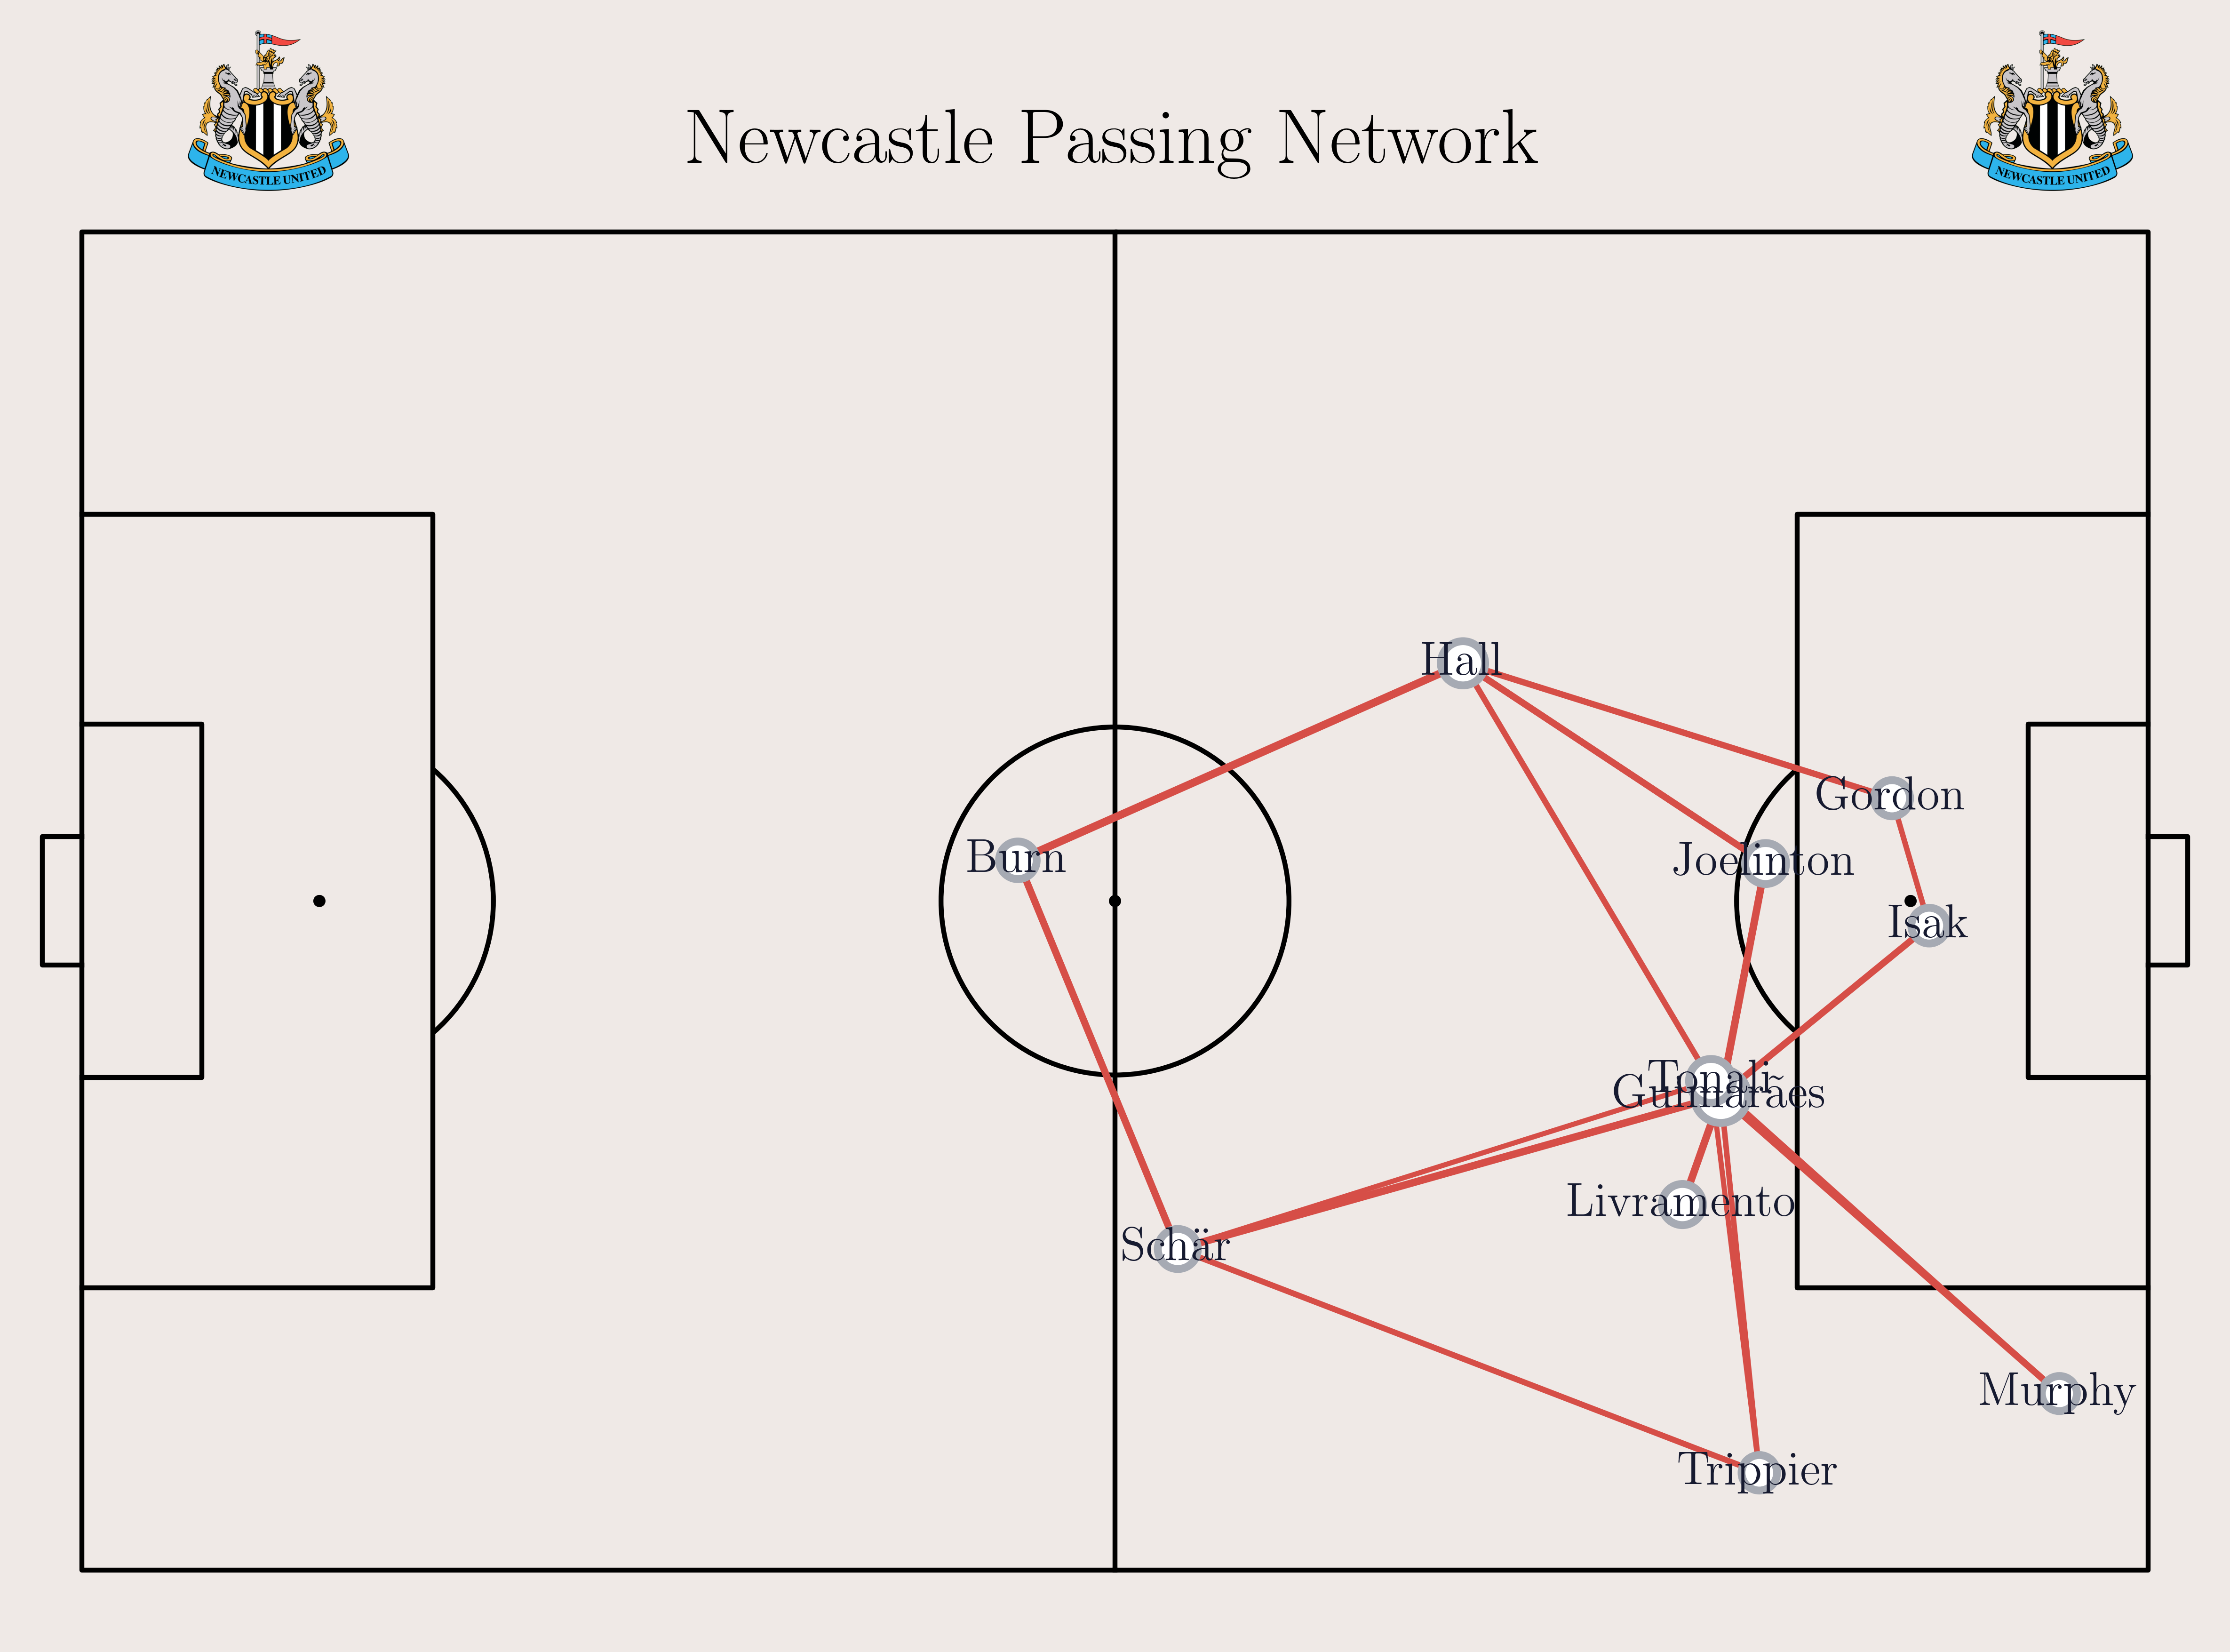 NEWCASTLE UNITED
NEWCASTLE UNITED
Newcastle Passing Network
Hall
Gordon
Burn
Joelinton
Isak
Tonali
Guimarães
Livramento
Schär
Murphy
Trippier